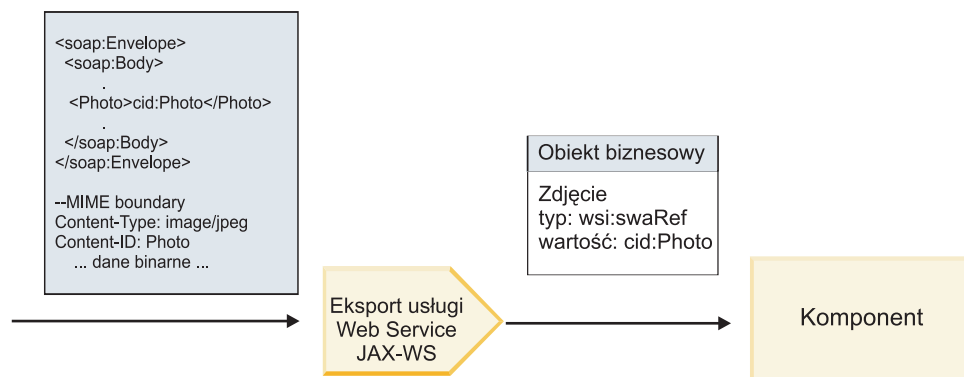 <soap:Envelope>
<soap:Body>
.
<Photo>cid:Photo</Photo>
.
</soap:Body>
</soap:Envelope>
--MIME boundary
Content-Type: image/jpeg
Content-ID: Photo
... dane binarne ...
Eksport usługi
Web Service
JAX-WS
Obiekt biznesowy
Zdjęcie
typ: wsi:swaRef
wartość: cid:Photo
Komponent